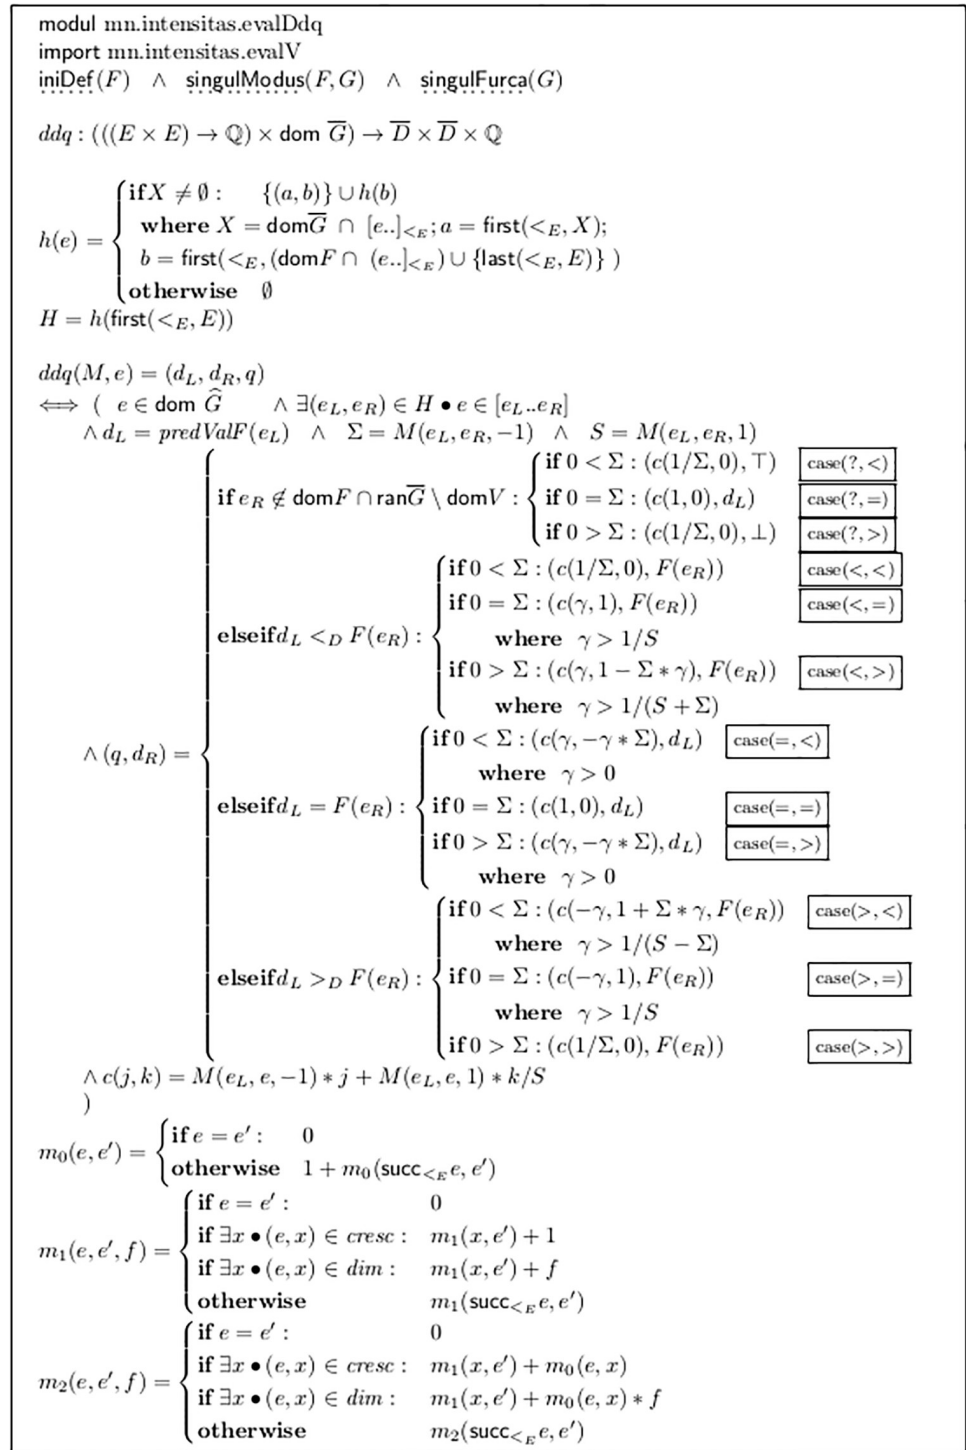 modul mn.intensitas.evalDdq
import mn.intensitas.evalV
iniDef(F) ∧ singulModus(F, G) ∧ singulFurca(G)
ddq : (((E × E) → ℚ) × dom G̅) → D̅ × D̅ × ℚ
h(e) = { if X ≠ ∅ : {(a, b)} ∪ h(b)
where X = domG̅ ∩ [e..]<E; a = first(<E, X);
b = first(<E, (domF ∩ (e..]<E) ∪ {last(<E, E)} )
otherwise ∅
H = h(first(<E, E))
ddq(M, e) = (dL, dR, q)
⟺ ( e ∈ dom Ĝ ∧ ∃(eL, eR) ∈ H • e ∈ [eL..eR]
∧ dL = predValF(eL) ∧ Σ = M(eL, eR, −1) ∧ S = M(eL, eR, 1)
∧ (q, dR) = { if eR ∉ domF ∩ ranG̅ \ domV : { if 0 < Σ : (c(1/Σ, 0), ⊤) case(?, <)
if 0 = Σ : (c(1, 0), dL) case(?, =)
if 0 > Σ : (c(1/Σ, 0), ⊥) case(?, >)
elseif dL <D F(eR) : { if 0 < Σ : (c(1/Σ, 0), F(eR)) case(<, <)
if 0 = Σ : (c(γ, 1), F(eR)) case(<, =)
where γ > 1/S
if 0 > Σ : (c(γ, 1 − Σ * γ), F(eR)) case(<, >)
where γ > 1/(S + Σ)
elseif dL = F(eR) : { if 0 < Σ : (c(γ, −γ * Σ), dL) case(=, <)
where γ > 0
if 0 = Σ : (c(1, 0), dL) case(=, =)
if 0 > Σ : (c(γ, −γ * Σ), dL) case(=, >)
where γ > 0
elseif dL >D F(eR) : { if 0 < Σ : (c(−γ, 1 + Σ * γ, F(eR)) case(>, <)
where γ > 1/(S − Σ)
if 0 = Σ : (c(−γ, 1), F(eR)) case(>, =)
where γ > 1/S
if 0 > Σ : (c(1/Σ, 0), F(eR)) case(>, >)
∧ c(j, k) = M(eL, e, −1) * j + M(eL, e, 1) * k/S
)
m0(e, e′) = { if e = e′ : 0
otherwise 1 + m0(succ<E e, e′)
m1(e, e′, f) = { if e = e′ : 0
if ∃x • (e, x) ∈ cresc : m1(x, e′) + 1
if ∃x • (e, x) ∈ dim : m1(x, e′) + f
otherwise m1(succ<E e, e′)
m2(e, e′, f) = { if e = e′ : 0
if ∃x • (e, x) ∈ cresc : m1(x, e′) + m0(e, x)
if ∃x • (e, x) ∈ dim : m1(x, e′) + m0(e, x) * f
otherwise m2(succ<E e, e′)